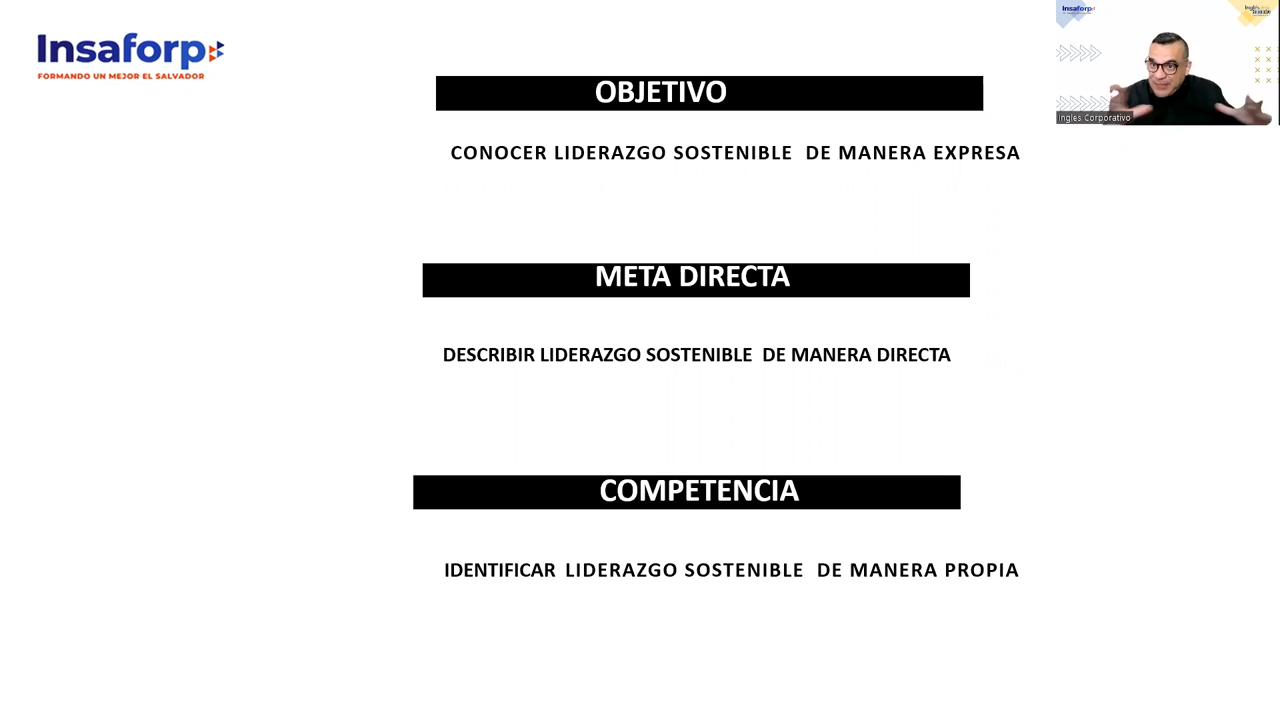 Insaforp
FORMANDO UN MEJOR EL SALVADOR
OBJETIVO
CONOCER LIDERAZGO SOSTENIBLE DE MANERA EXPRESA
META DIRECTA
DESCRIBIR LIDERAZGO SOSTENIBLE DE MANERA DIRECTA
COMPETENCIA
IDENTIFICAR LIDERAZGO SOSTENIBLE DE MANERA PROPIA
Insaforp
Ingles Corporativo